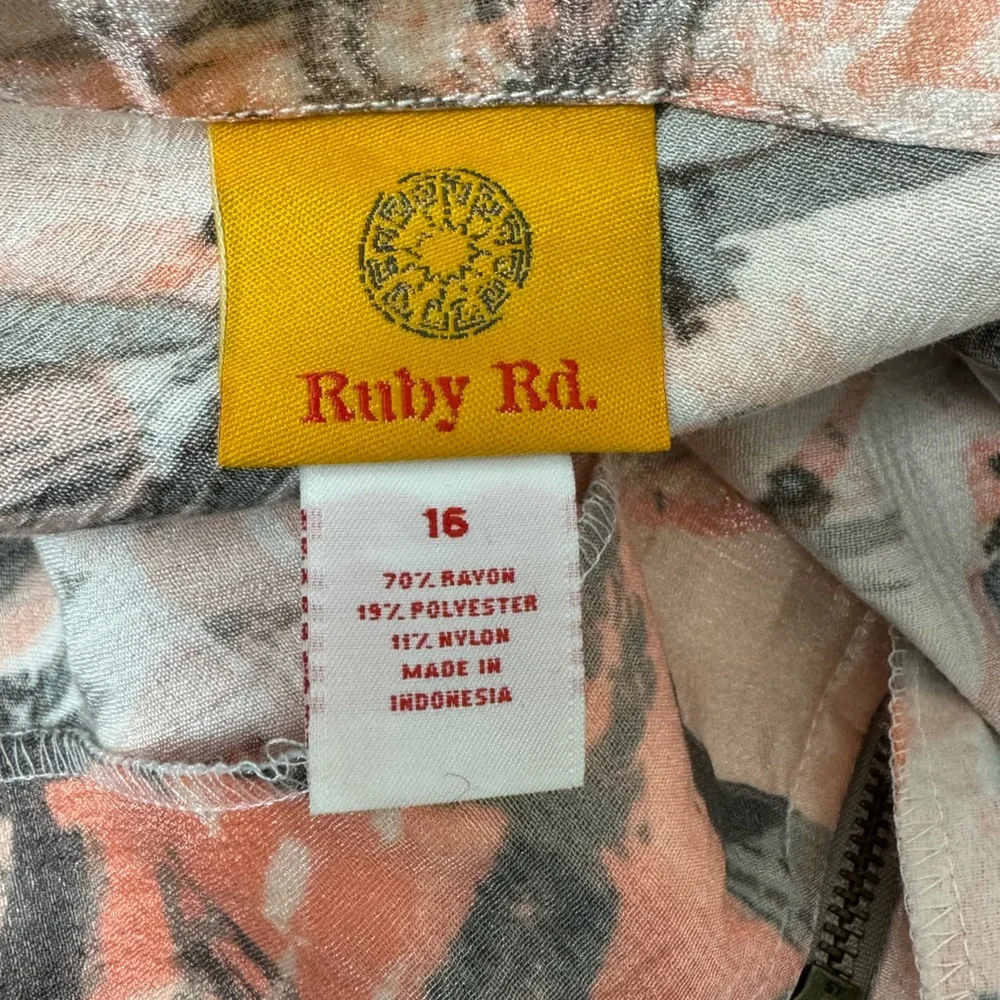 Ruby Rd.
16
70% RAYON
19% POLYESTER
11% NYLON
MADE IN
INDONESIA